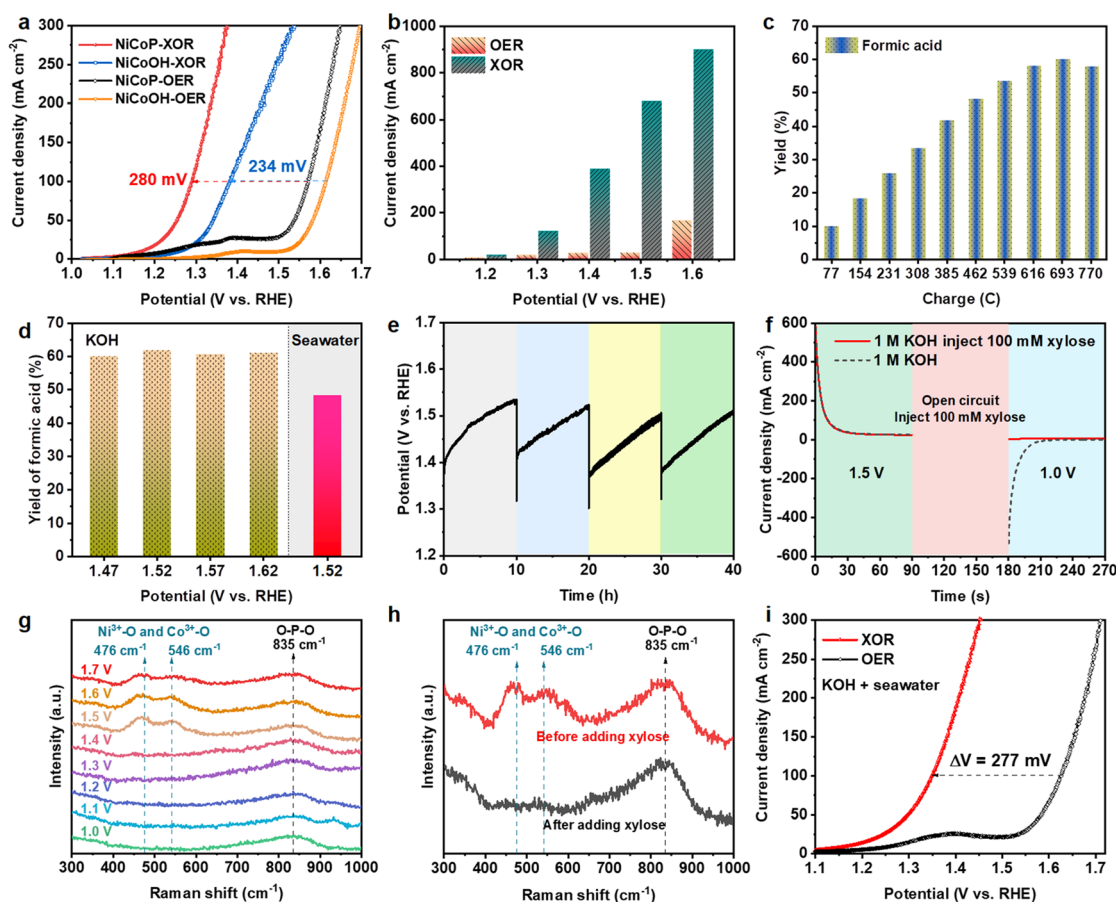 a
Current density (mA cm⁻²)
300
250
200
150
100
50
0
NiCoP-XOR
NiCoOH-XOR
NiCoP-OER
NiCoOH-OER
280 mV
234 mV
1.0 1.1 1.2 1.3 1.4 1.5 1.6 1.7
Potential (V vs. RHE)
b
Current density (mA cm⁻²)
1000
800
600
400
200
0
OER
XOR
1.2 1.3 1.4 1.5 1.6
Potential (V vs. RHE)
c
Yield (%)
70
60
50
40
30
20
10
0
Formic acid
77 154 231 308 385 462 539 616 693 770
Charge (C)
d
Yield of formic acid (%)
70
60
50
40
30
20
10
0
KOH
Seawater
1.47 1.52 1.57 1.62 1.52
Potential (V vs. RHE)
e
Potential (V vs. RHE)
1.7
1.6
1.5
1.4
1.3
1.2
0 10 20 30 40
Time (h)
f
Current density (mA cm⁻²)
600
400
200
0
-200
-400
-600
1 M KOH inject 100 mM xylose
1 M KOH
Open circuit
Inject 100 mM xylose
1.5 V
1.0 V
0 30 60 90 120 150 180 210 240 270
Time (s)
g
Intensity (a.u.)
Ni³⁺-O and Co³⁺-O
476 cm⁻¹ 546 cm⁻¹
O-P-O
835 cm⁻¹
1.7 V
1.6 V
1.5 V
1.4 V
1.3 V
1.2 V
1.1 V
1.0 V
300 400 500 600 700 800 900 1000
Raman shift (cm⁻¹)
h
Intensity (a.u.)
Ni³⁺-O and Co³⁺-O
476 cm⁻¹ 546 cm⁻¹
O-P-O
835 cm⁻¹
Before adding xylose
After adding xylose
300 400 500 600 700 800 900 1000
Raman shift (cm⁻¹)
i
Current density (mA cm⁻²)
300
250
200
150
100
50
0
XOR
OER
KOH + seawater
ΔV = 277 mV
1.1 1.2 1.3 1.4 1.5 1.6 1.7
Potential (V vs. RHE)